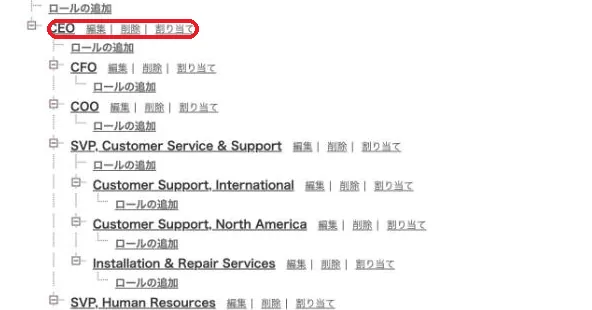 ロールの追加
CEO 編集 | 削除 | 割り当て
ロールの追加
CFO 編集 | 削除 | 割り当て
ロールの追加
COO 編集 | 削除 | 割り当て
ロールの追加
SVP, Customer Service & Support 編集 | 削除 | 割り当て
ロールの追加
Customer Support, International 編集 | 削除 | 割り当て
ロールの追加
Customer Support, North America 編集 | 削除 | 割り当て
ロールの追加
Installation & Repair Services 編集 | 削除 | 割り当て
ロールの追加
SVP, Human Resources 編集 | 削除 | 割り当て